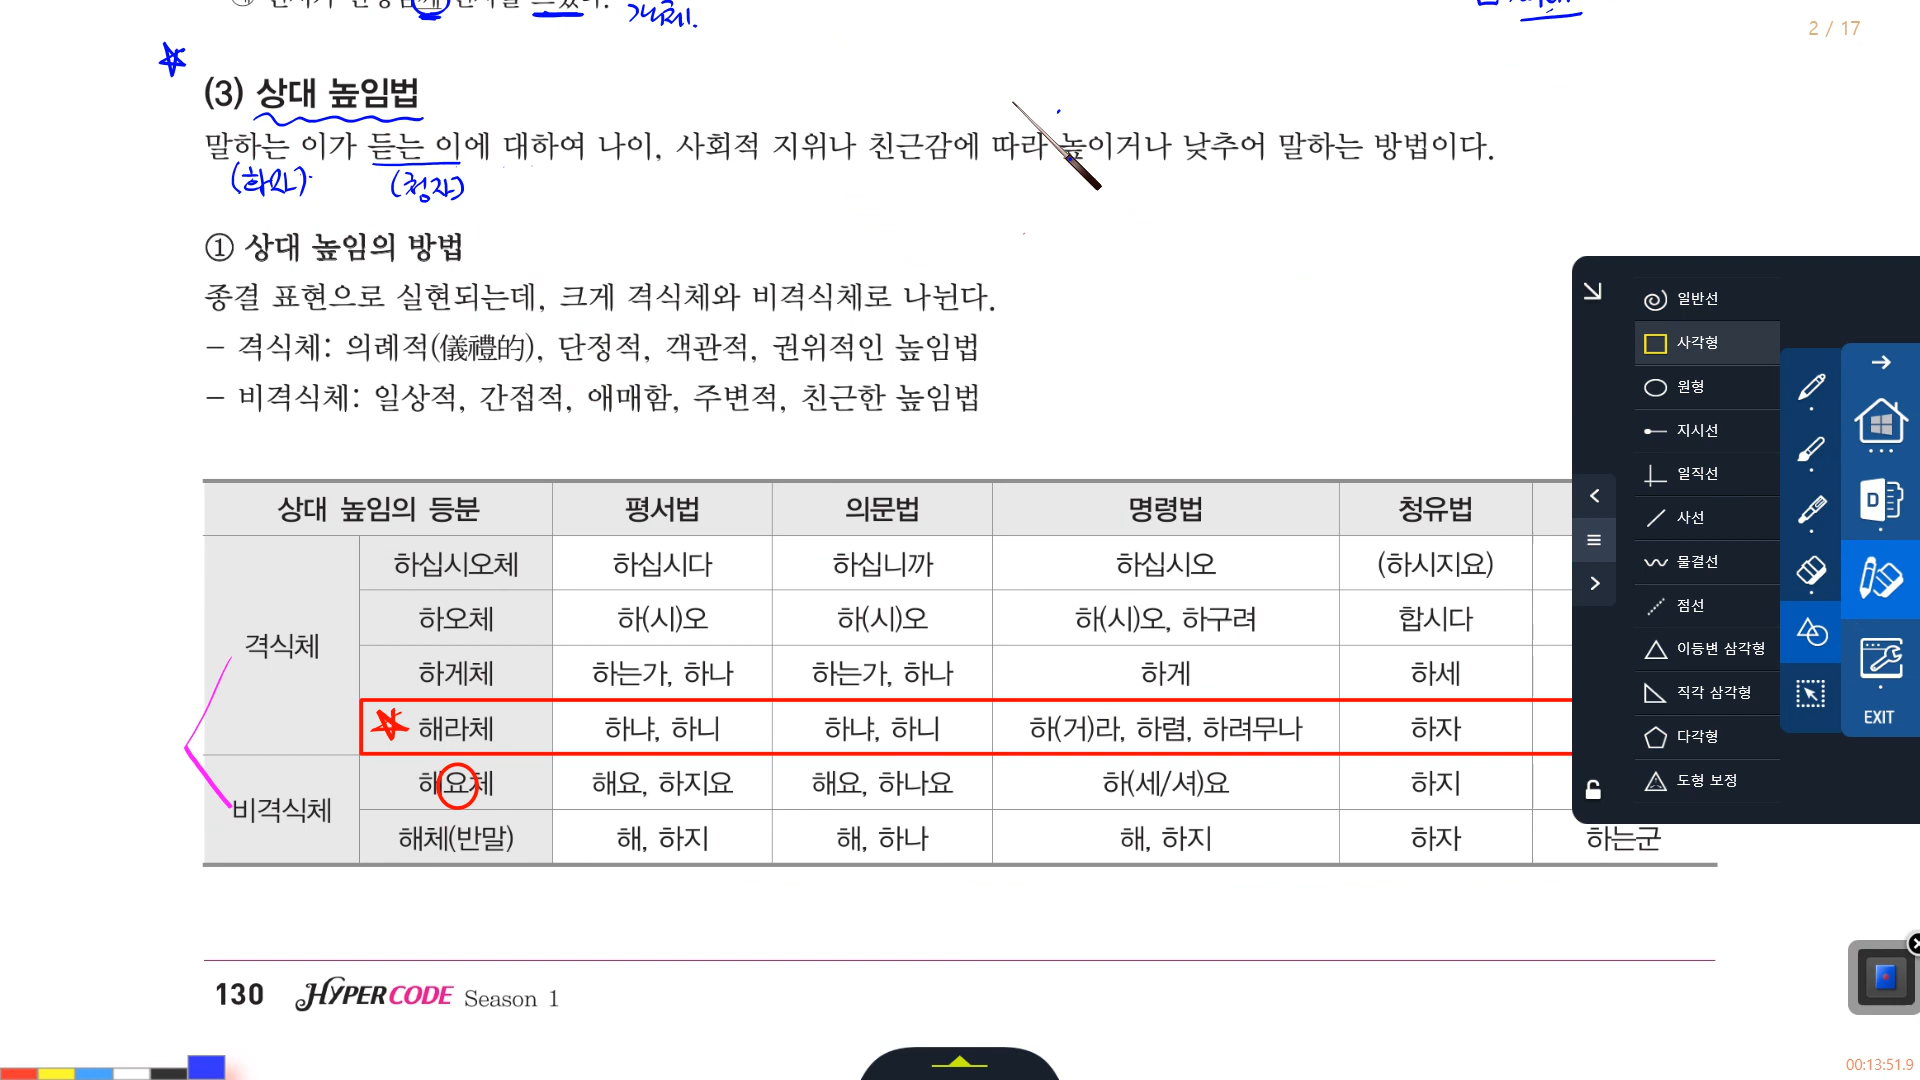 개체.
2 / 17
(3) 상대 높임법
말하는 이가 듣는 이에 대하여 나이, 사회적 지위나 친근감에 따라 높이거나 낮추어 말하는 방법이다.
(화자) (청자)
① 상대 높임의 방법
종결 표현으로 실현되는데, 크게 격식체와 비격식체로 나뉜다.
– 격식체: 의례적(儀禮的), 단정적, 객관적, 권위적인 높임법
– 비격식체: 일상적, 간접적, 애매함, 주변적, 친근한 높임법
상대 높임의 등분 평서법 의문법 명령법 청유법
격식체 하십시오체 하십시다 하십니까 하십시오 (하시지요)
하오체 하(시)오 하(시)오 하(시)오, 하구려 합시다
하게체 하는가, 하나 하는가, 하나 하게 하세
해라체 하냐, 하니 하냐, 하니 하(거)라, 하렴, 하려무나 하자
비격식체 해요체 해요, 하지요 해요, 하나요 하(세/셔)요 하지
해체(반말) 해, 하지 해, 하나 해, 하지 하자 하는군
130 HYPER CODE Season 1
일반선
사각형
원형
지시선
일직선
사선
물결선
점선
이등변 삼각형
직각 삼각형
다각형
도형 보정
D
EXIT
00:13:51.9